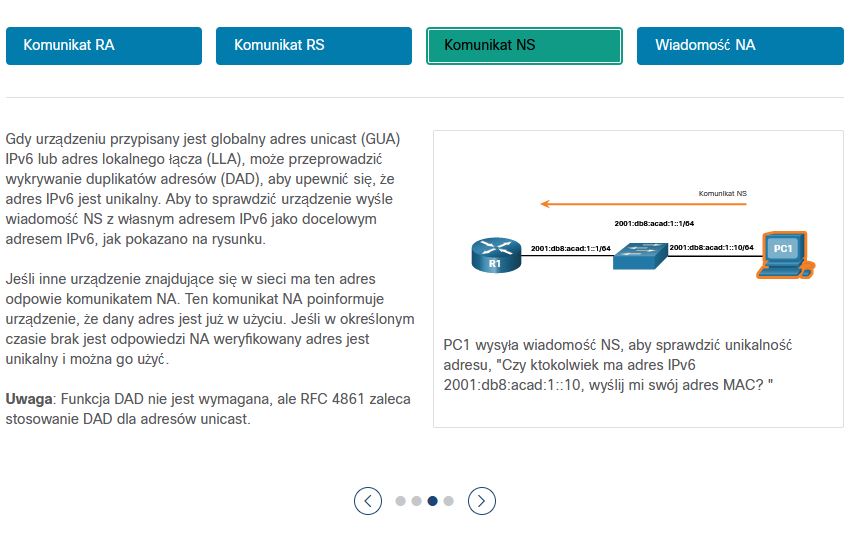 Komunikat RA
Komunikat RS
Komunikat NS
Wiadomość NA
Gdy urządzeniu przypisany jest globalny adres unicast (GUA)
IPv6 lub adres lokalnego łącza (LLA), może przeprowadzić
wykrywanie duplikatów adresów (DAD), aby upewnić się, że
adres IPv6 jest unikalny. Aby to sprawdzić urządzenie wyśle
wiadomość NS z własnym adresem IPv6 jako docelowym
adresem IPv6, jak pokazano na rysunku.
Jeśli inne urządzenie znajdujące się w sieci ma ten adres
odpowie komunikatem NA. Ten komunikat NA poinformuje
urządzenie, że dany adres jest już w użyciu. Jeśli w określonym
czasie brak jest odpowiedzi NA weryfikowany adres jest
unikalny i można go użyć.
Uwaga: Funkcja DAD nie jest wymagana, ale RFC 4861 zaleca
stosowanie DAD dla adresów unicast.
Komunikat NS
2001:db8:acad:1::1/64
2001:db8:acad:1::1/64
2001:db8:acad:1::10/64
R1
PC1
PC1 wysyła wiadomość NS, aby sprawdzić unikalność
adresu, "Czy ktokolwiek ma adres IPv6
2001:db8:acad:1::10, wyślij mi swój adres MAC? "